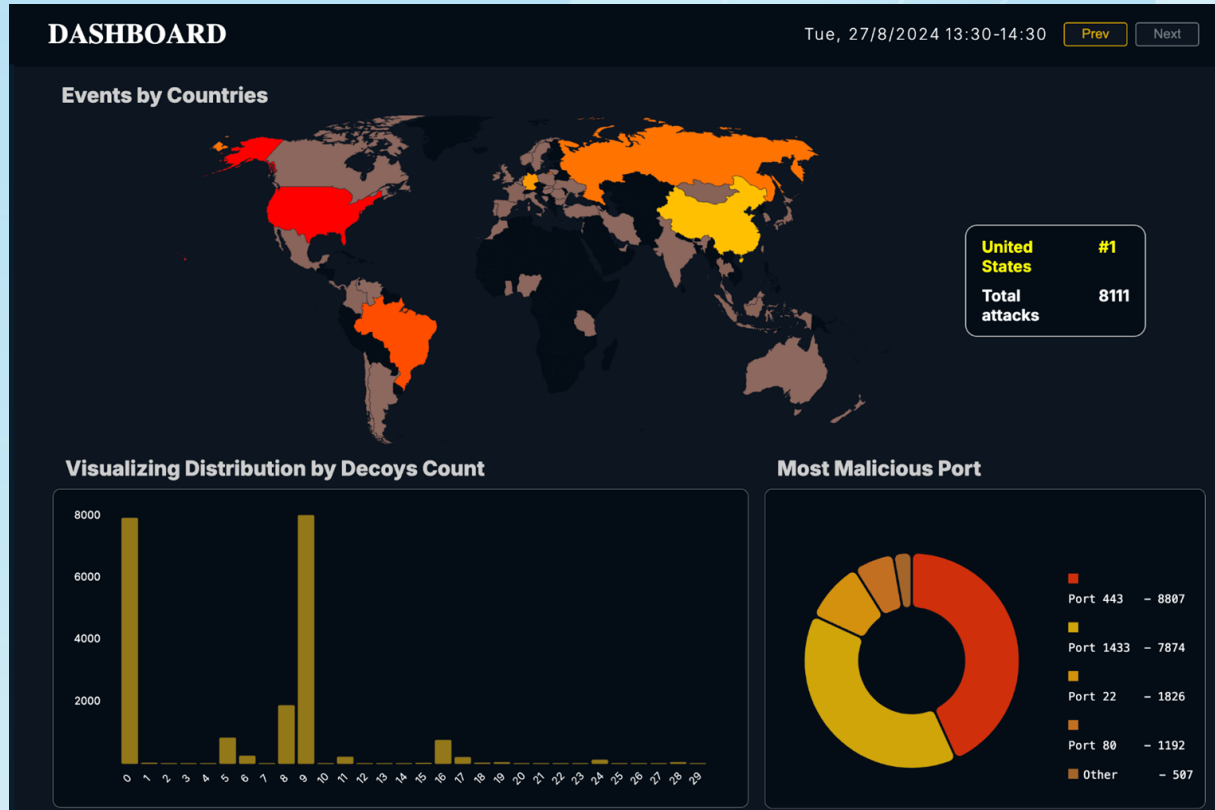 DASHBOARD
Tue, 27/8/2024 13:30-14:30
Prev
Next
Events by Countries
United
States
#1
Total
attacks
8111
Visualizing Distribution by Decoys Count
8000
6000
4000
2000
0 1 2 3 4 5 6 7 8 9 10 11 12 13 14 15 16 17 18 19 20 21 22 23 24 25 26 27 28 29
Most Malicious Port
Port 443 – 8807
Port 1433 – 7874
Port 22 – 1826
Port 80 – 1192
Other – 507